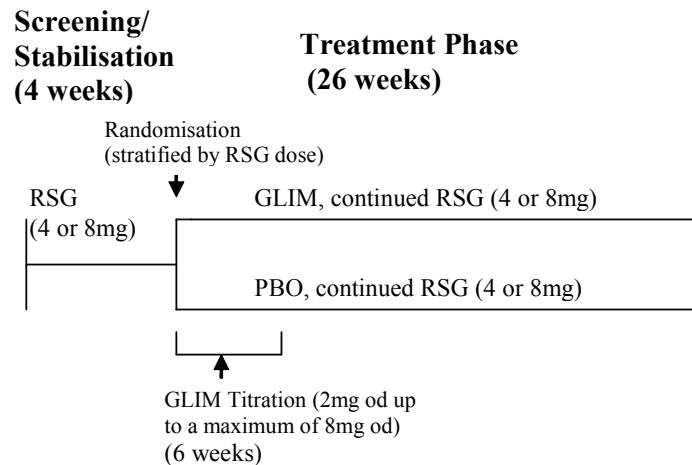 Screening/
Stabilisation
(4 weeks)
Treatment Phase
(26 weeks)
Randomisation
(stratified by RSG dose)
RSG
(4 or 8mg)
GLIM, continued RSG (4 or 8mg)
PBO, continued RSG (4 or 8mg)
GLIM Titration (2mg od up
to a maximum of 8mg od)
(6 weeks)